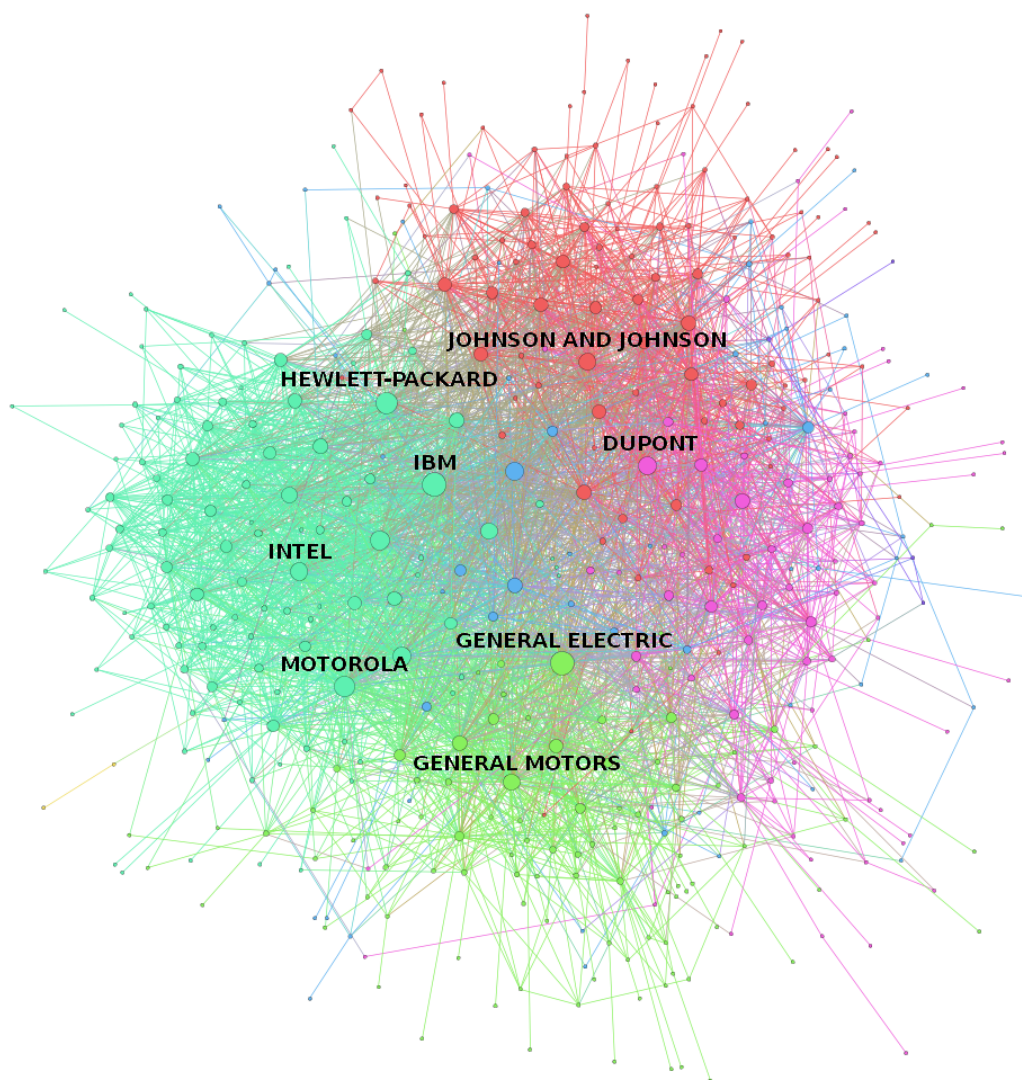 JOHNSON AND JOHNSON
HEWLETT-PACKARD
DUPONT
IBM
INTEL
GENERAL ELECTRIC
MOTOROLA
GENERAL MOTORS